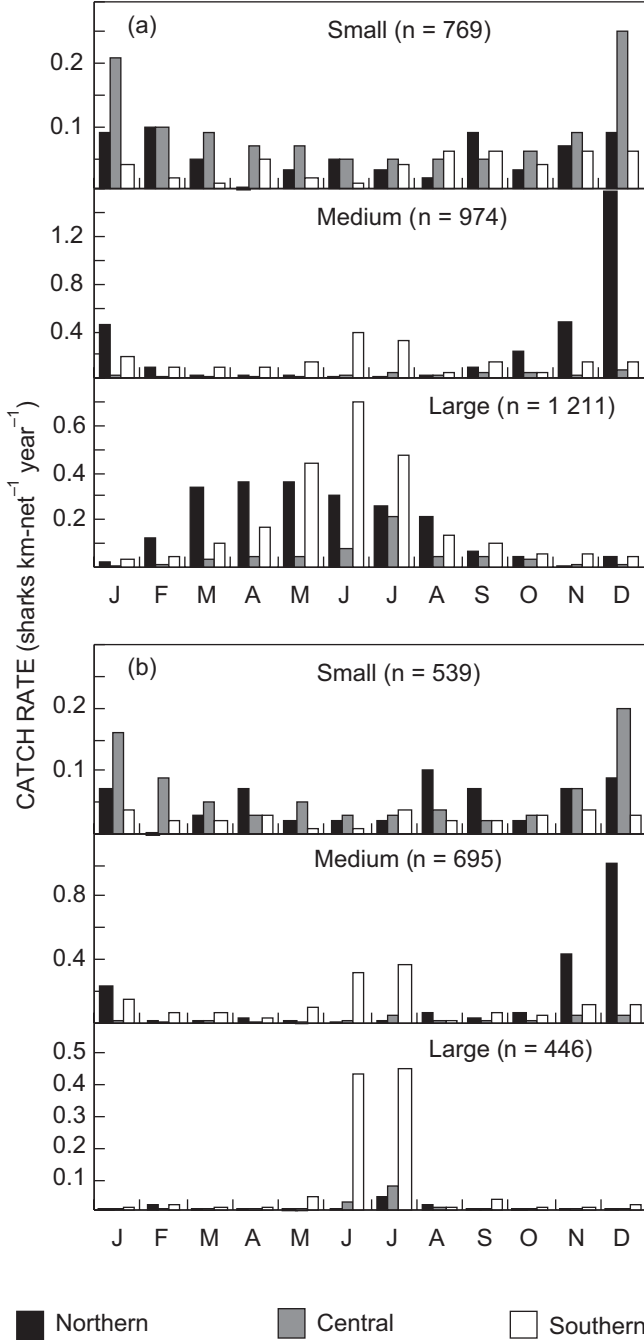 (a)
Small (n = 769)
0.2
0.1
Medium (n = 974)
1.2
0.8
0.4
Large (n = 1 211)
0.6
0.4
0.2
J F M A M J J A S O N D
CATCH RATE (sharks km-net⁻¹ year⁻¹)
(b)
Small (n = 539)
0.2
0.1
Medium (n = 695)
0.8
0.4
Large (n = 446)
0.5
0.4
0.3
0.2
0.1
J F M A M J J A S O N D
Northern Central Southern